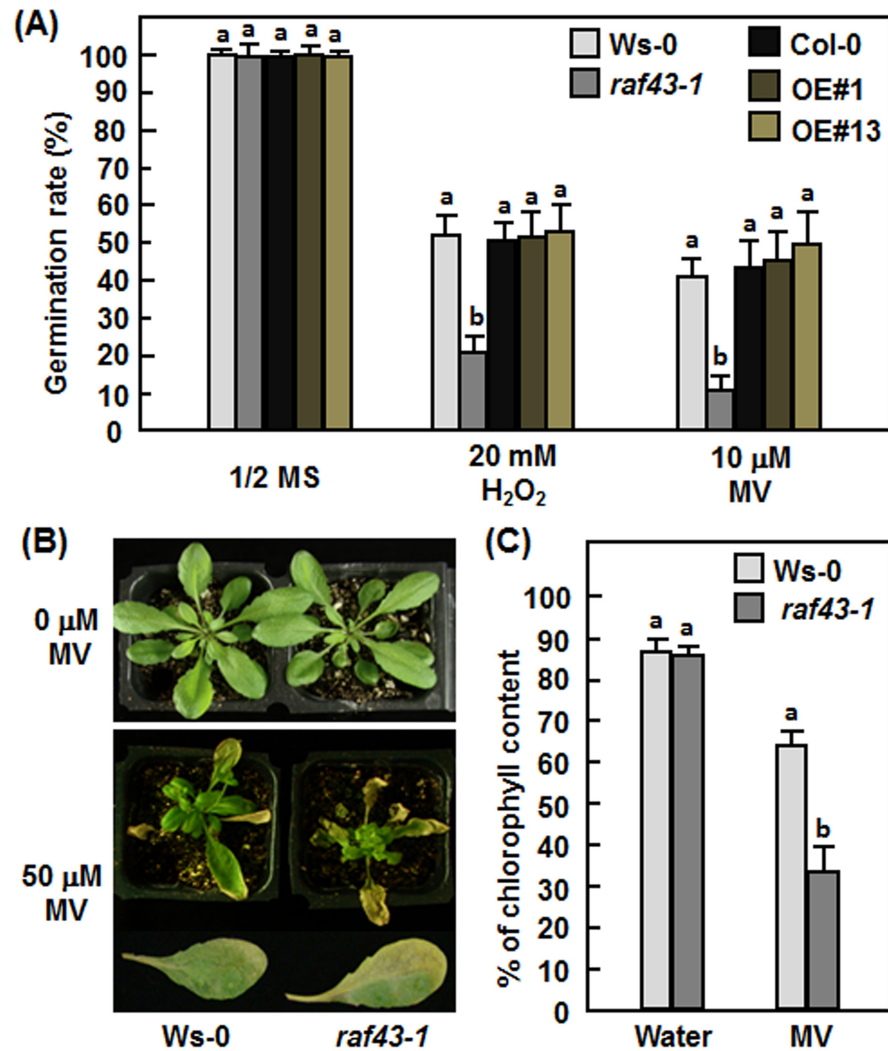 (A)
a a a a a
Ws-0
raf43-1
Col-0
OE#1
OE#13
Germination rate (%)
100
90
80
70
60
50
40
30
20
10
0
a b a a a
a b a a a
1/2 MS
20 mM
H₂O₂
10 μM
MV
(B)
0 μM
MV
50 μM
MV
Ws-0
raf43-1
(C)
Ws-0
raf43-1
% of chlorophyll content
100
90
80
70
60
50
40
30
20
10
0
a a
a b
Water
MV